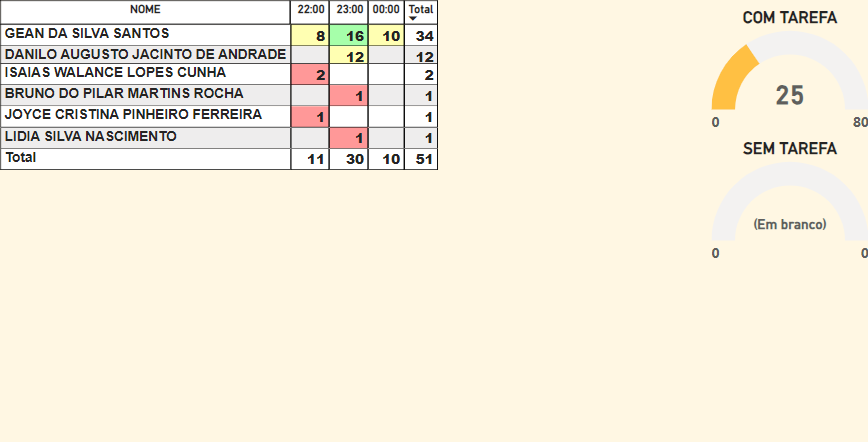 NOME 22:00 23:00 00:00 Total
GEAN DA SILVA SANTOS 8 16 10 34
DANILO AUGUSTO JACINTO DE ANDRADE 12 12
ISAIAS WALANCE LOPES CUNHA 2 2
BRUNO DO PILAR MARTINS ROCHA 1 1
JOYCE CRISTINA PINHEIRO FERREIRA 1 1
LIDIA SILVA NASCIMENTO 1 1
Total 11 30 10 51
COM TAREFA
25
0 80
SEM TAREFA
(Em branco)
0 0